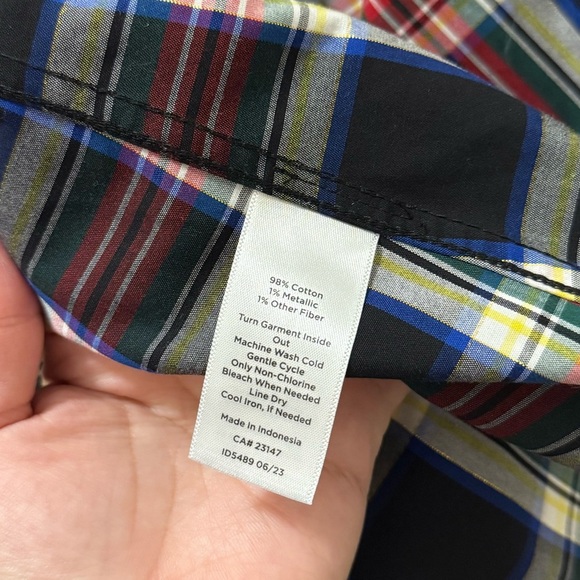 98% Cotton
1% Metallic
1% Other Fiber
Turn Garment Inside
Out
Machine Wash Cold
Gentle Cycle
Only Non-Chlorine
Bleach When Needed
Line Dry
Cool Iron, If Needed
Made in Indonesia
CA# 23147
ID5489 06/23